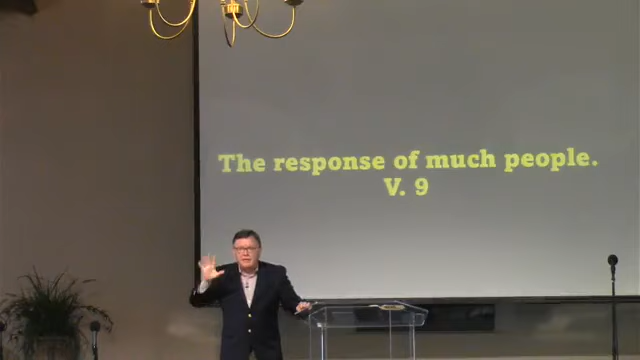 The response of much people.
V. 9